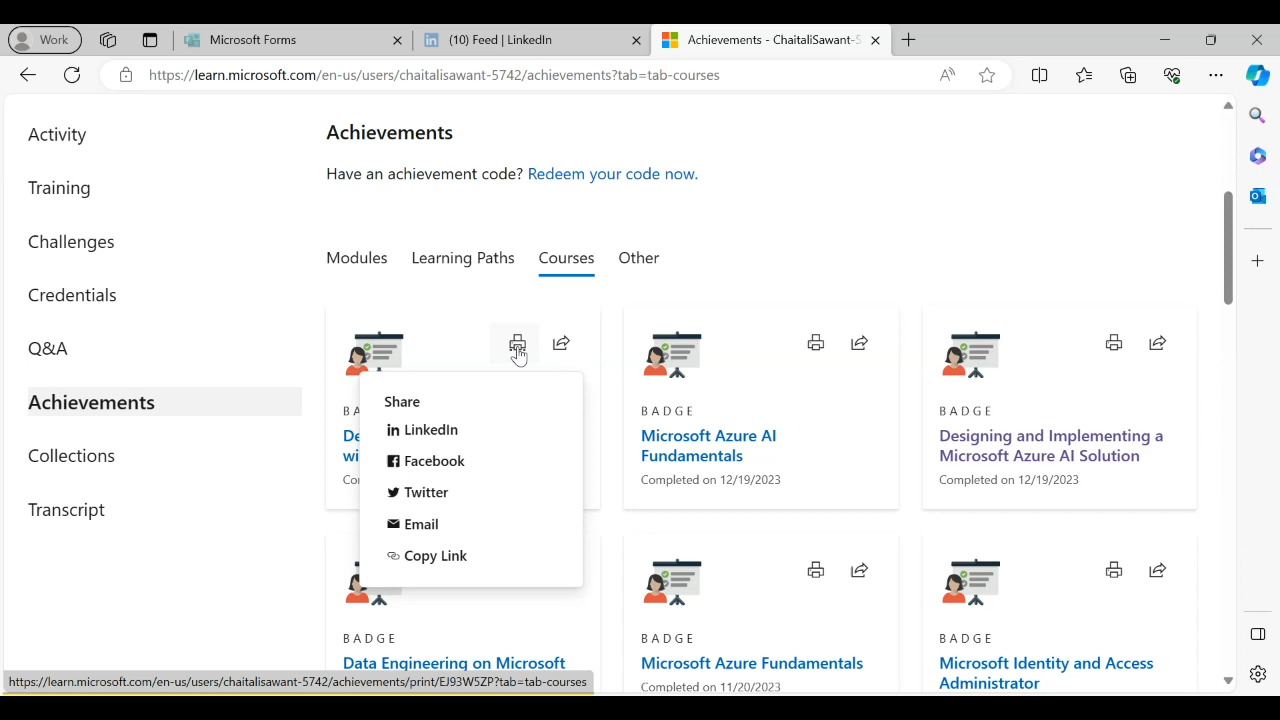 Work
Microsoft Forms
(10) Feed | LinkedIn
Achievements - ChaitaliSawant-5
https://learn.microsoft.com/en-us/users/chaitalisawant-5742/achievements?tab=tab-courses
Activity
Training
Challenges
Credentials
Q&A
Achievements
Collections
Transcript
Achievements
Have an achievement code? Redeem your code now.
Modules
Learning Paths
Courses
Other
BA
De
wi
Co
Share
LinkedIn
Facebook
Twitter
Email
Copy Link
BADGE
Microsoft Azure AI
Fundamentals
Completed on 12/19/2023
BADGE
Designing and Implementing a
Microsoft Azure AI Solution
Completed on 12/19/2023
BADGE
Data Engineering on Microsoft
BADGE
Microsoft Azure Fundamentals
Completed on 11/20/2023
BADGE
Microsoft Identity and Access
Administrator
https://learn.microsoft.com/en-us/users/chaitalisawant-5742/achievements/print/EJ93W5ZP?tab=tab-courses